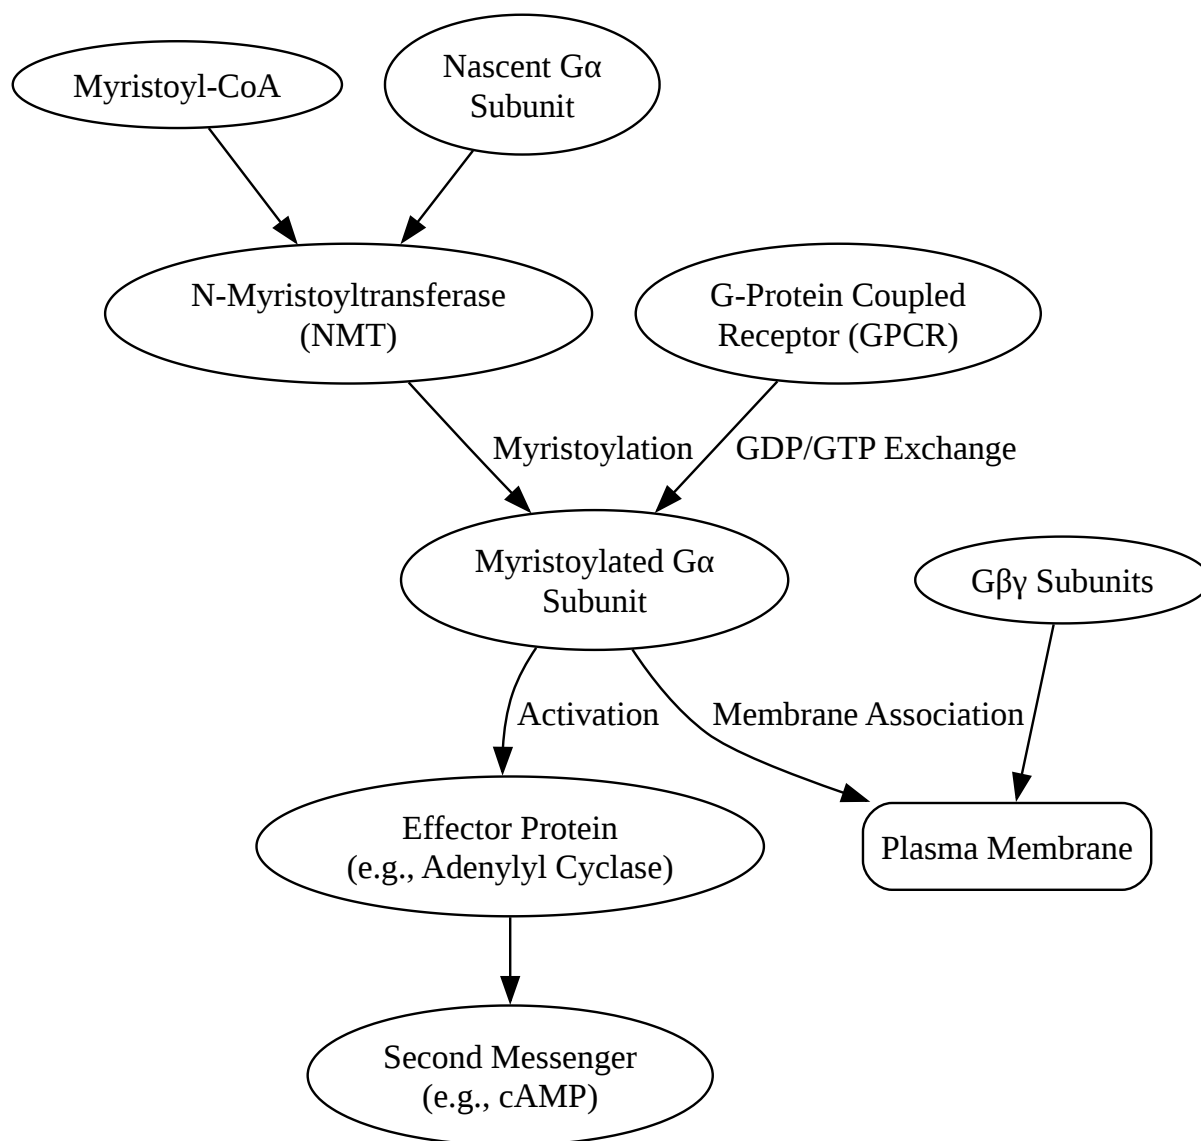 Myristoyl-CoA
Nascent Gα
Subunit
N-Myristoyltransferase
(NMT)
G-Protein Coupled
Receptor (GPCR)
Myristoylation
GDP/GTP Exchange
Myristoylated Gα
Subunit
Gβγ Subunits
Activation
Membrane Association
Effector Protein
(e.g., Adenylyl Cyclase)
Plasma Membrane
Second Messenger
(e.g., cAMP)